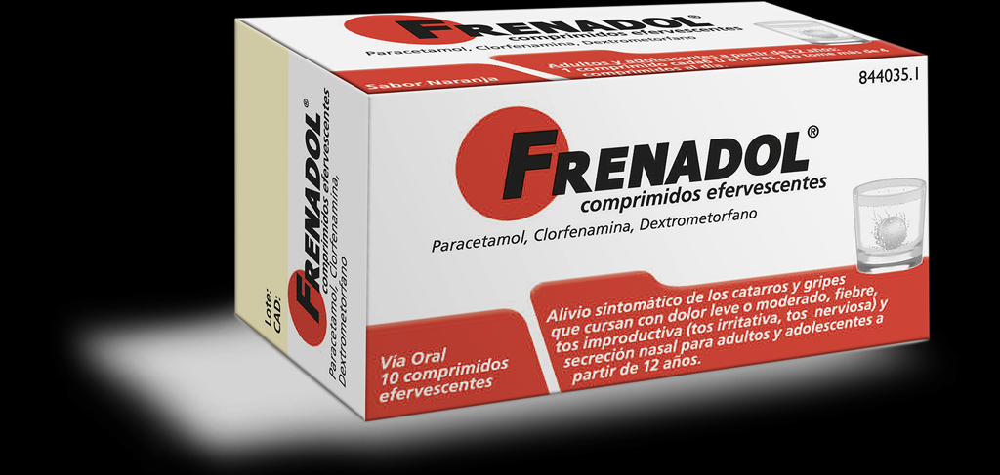 FRENADOL®
comprimidos efervescentes
Paracetamol, Clorfenamina, Dextrometorfano
Sabor Naranja
Adultos y adolescentes a partir de 12 años:
1 comprimido cada 6 u 8 horas. No tome más de 4
comprimidos al día.
844035.1
FRENADOL®
comprimidos efervescentes
Paracetamol, Clorfenamina, Dextrometorfano
Vía Oral
10 comprimidos
efervescentes
Alivio sintomático de los catarros y gripes
que cursan con dolor leve o moderado, fiebre,
tos improductiva (tos irritativa, tos nerviosa) y
secreción nasal para adultos y adolescentes a
partir de 12 años.
Lote:
CAD:
FRENADOL®
comprimidos efervescentes
Paracetamol, Clorfenamina,
Dextrometorfano